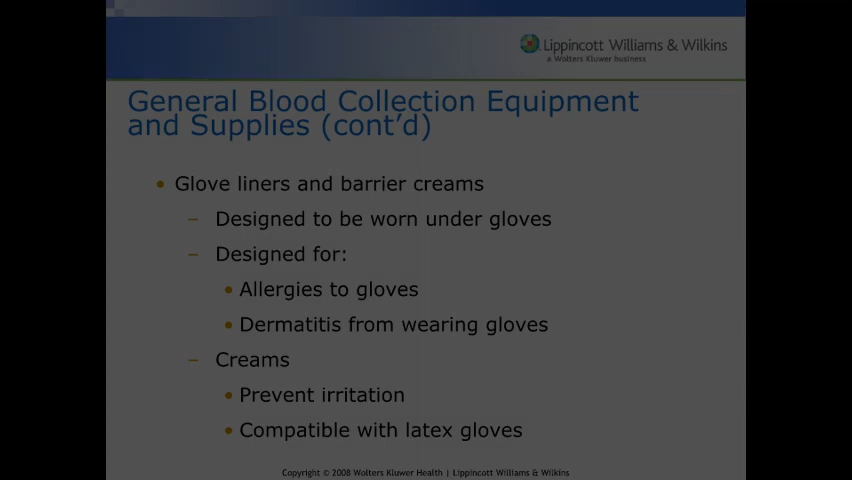 Lippincott Williams & Wilkins
a Wolters Kluwer business
General Blood Collection Equipment
and Supplies (cont’d)
• Glove liners and barrier creams
– Designed to be worn under gloves
– Designed for:
• Allergies to gloves
• Dermatitis from wearing gloves
– Creams
• Prevent irritation
• Compatible with latex gloves
Copyright © 2008 Wolters Kluwer Health | Lippincott Williams & Wilkins